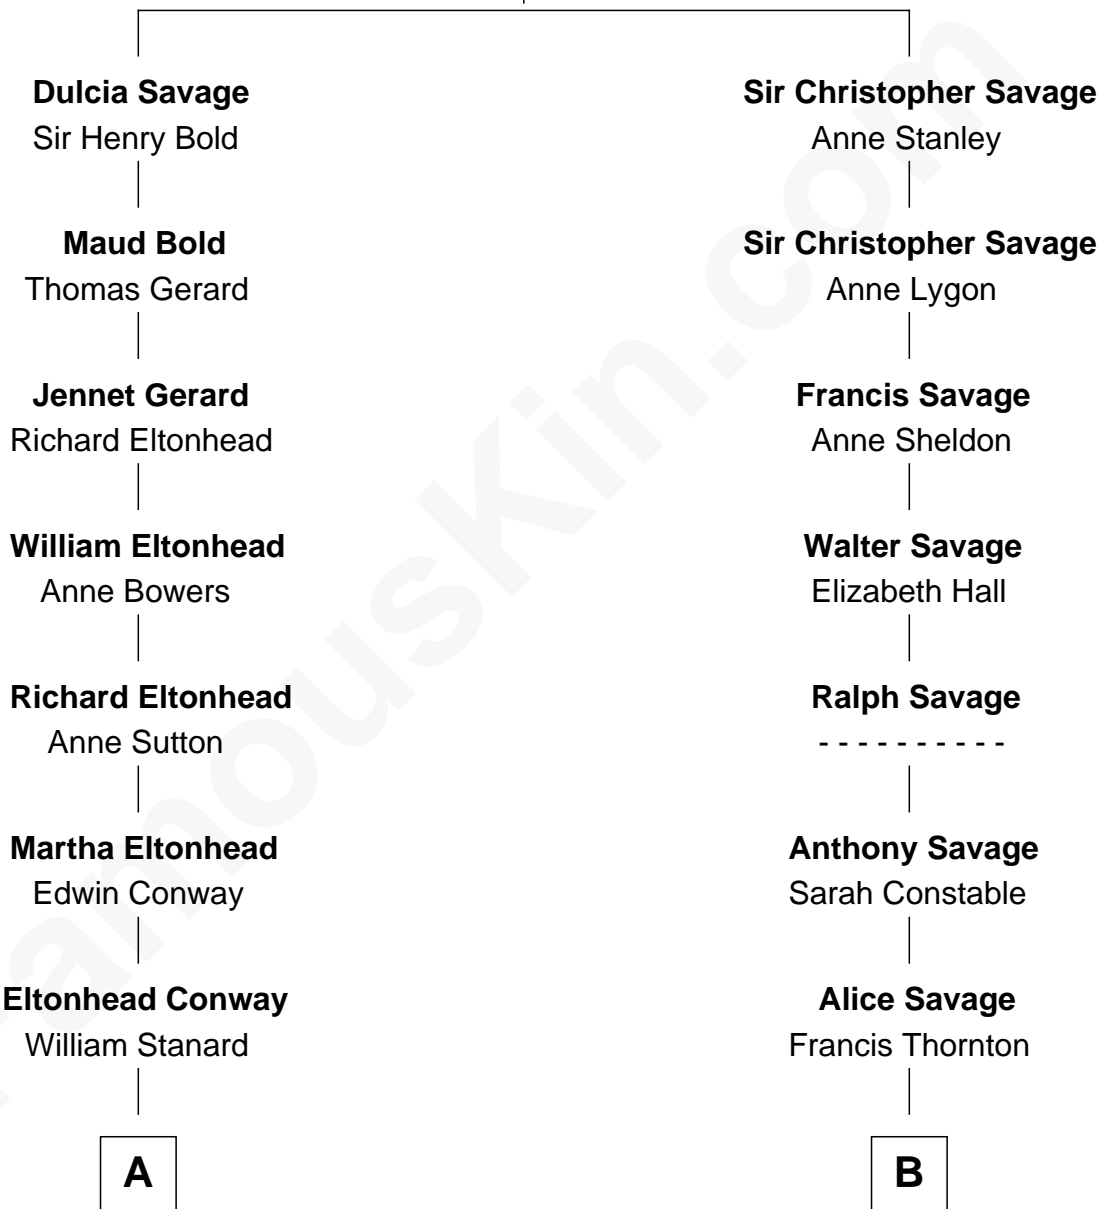 Dulcia Savage
Sir Henry Bold
Maud Bold
Thomas Gerard
Jennet Gerard
Richard Eltonhead
William Eltonhead
Anne Bowers
Richard Eltonhead
Anne Sutton
Martha Eltonhead
Edwin Conway
Eltonhead Conway
William Stanard
A
Sir Christopher Savage
Anne Stanley
Sir Christopher Savage
Anne Lygon
Francis Savage
Anne Sheldon
Walter Savage
Elizabeth Hall
Ralph Savage
- - - - - - - - - -
Anthony Savage
Sarah Constable
Alice Savage
Francis Thornton
B
FamousKin.com